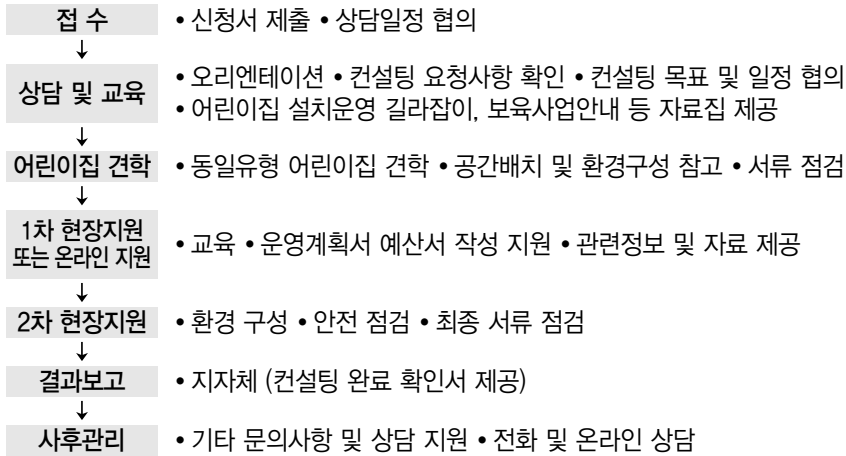 접 수 • 신청서 제출 • 상담일정 협의
↓
상담 및 교육 • 오리엔테이션 • 컨설팅 요청사항 확인 • 컨설팅 목표 및 일정 협의
• 어린이집 설치운영 길라잡이, 보육사업안내 등 자료집 제공
↓
어린이집 견학 • 동일유형 어린이집 견학 • 공간배치 및 환경구성 참고 • 서류 점검
↓
1차 현장지원
또는 온라인 지원 • 교육 • 운영계획서 예산서 작성 지원 • 관련정보 및 자료 제공
↓
2차 현장지원 • 환경 구성 • 안전 점검 • 최종 서류 점검
↓
결과보고 • 지자체 (컨설팅 완료 확인서 제공)
↓
사후관리 • 기타 문의사항 및 상담 지원 • 전화 및 온라인 상담